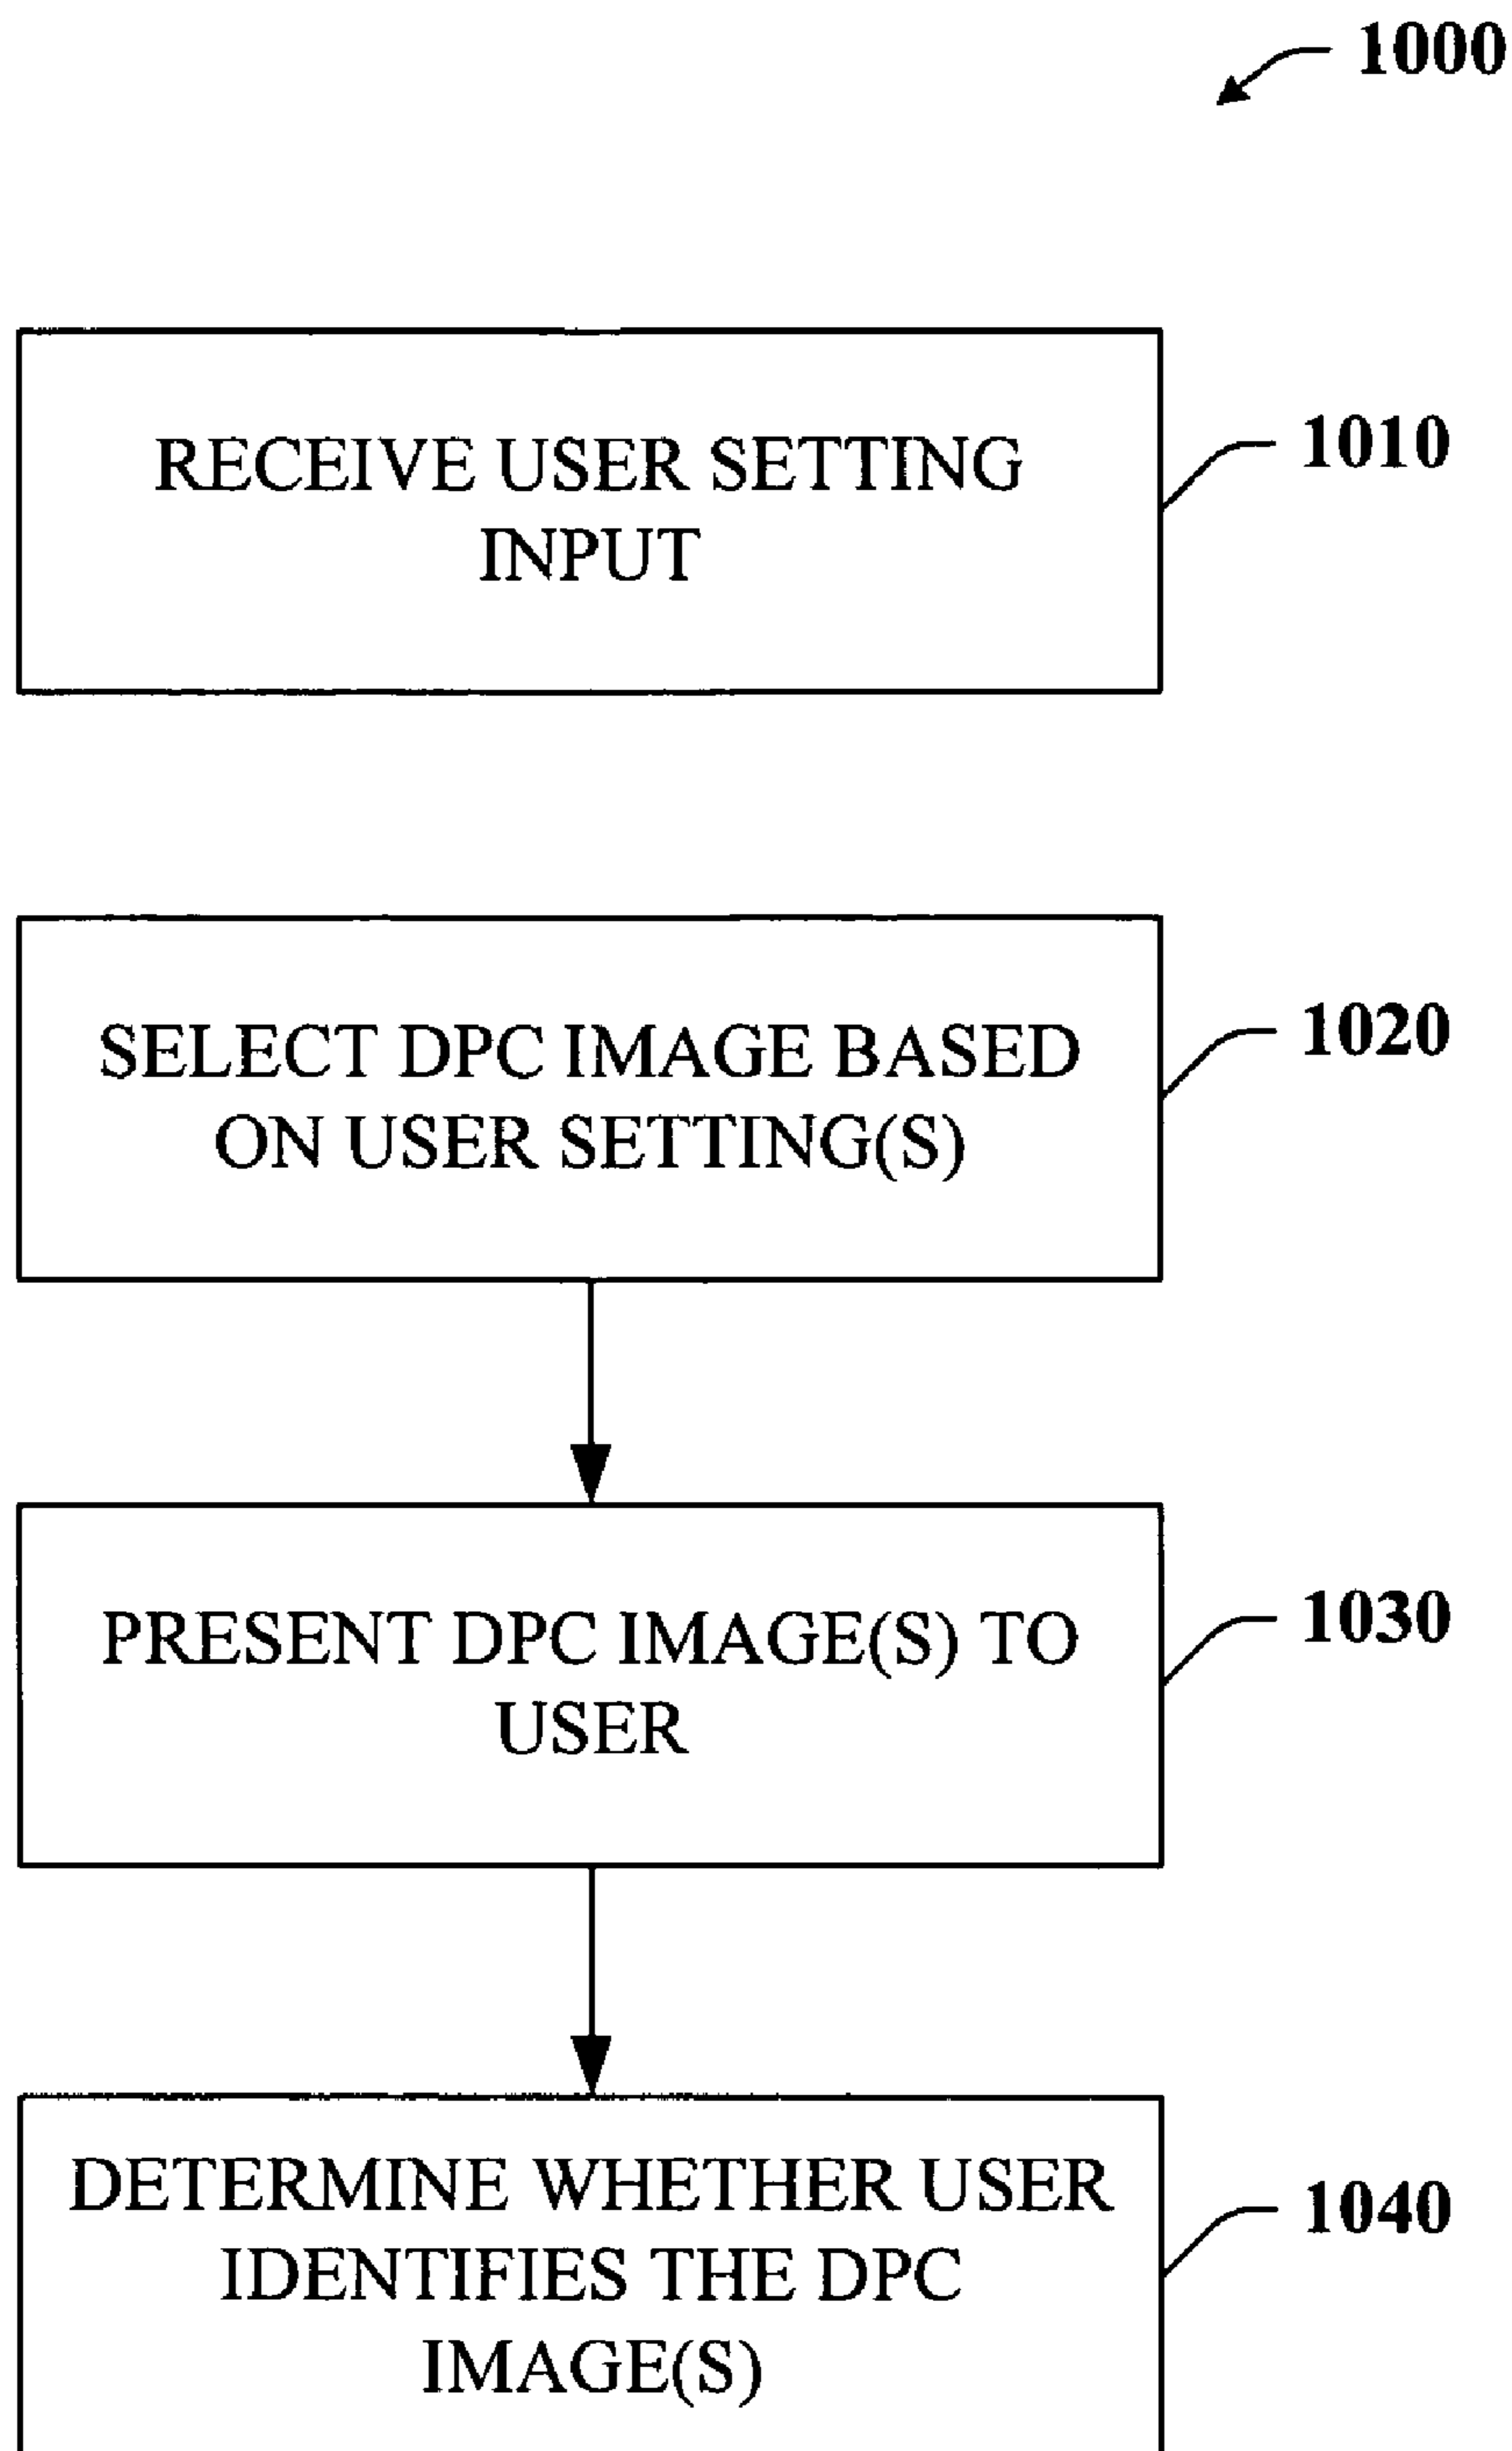 1000
RECEIVE USER SETTING
INPUT
1010
SELECT DPC IMAGE BASED
ON USER SETTING(S)
1020
PRESENT DPC IMAGE(S) TO
USER
1030
DETERMINE WHETHER USER
IDENTIFIES THE DPC
IMAGE(S)
1040